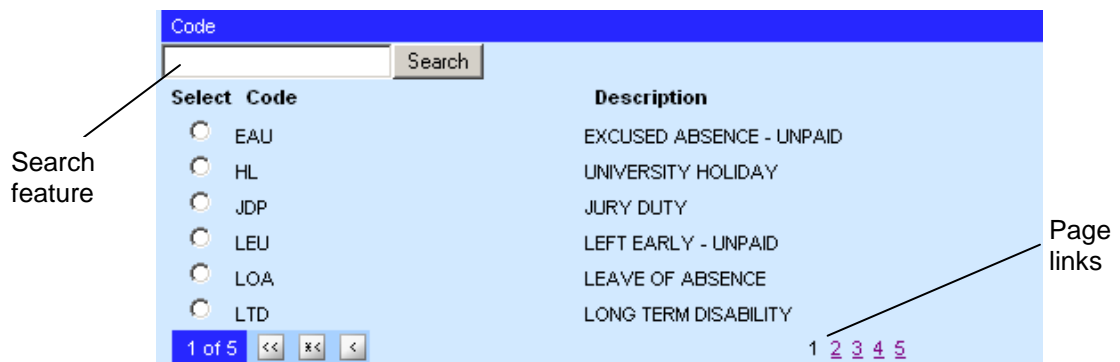 Code
Search
Select Code Description
EAU EXCUSED ABSENCE - UNPAID
Search
feature
HL UNIVERSITY HOLIDAY
JDP JURY DUTY
LEU LEFT EARLY - UNPAID
Page
links
LOA LEAVE OF ABSENCE
LTD LONG TERM DISABILITY
1 of 5 << *< < 1 2 3 4 5